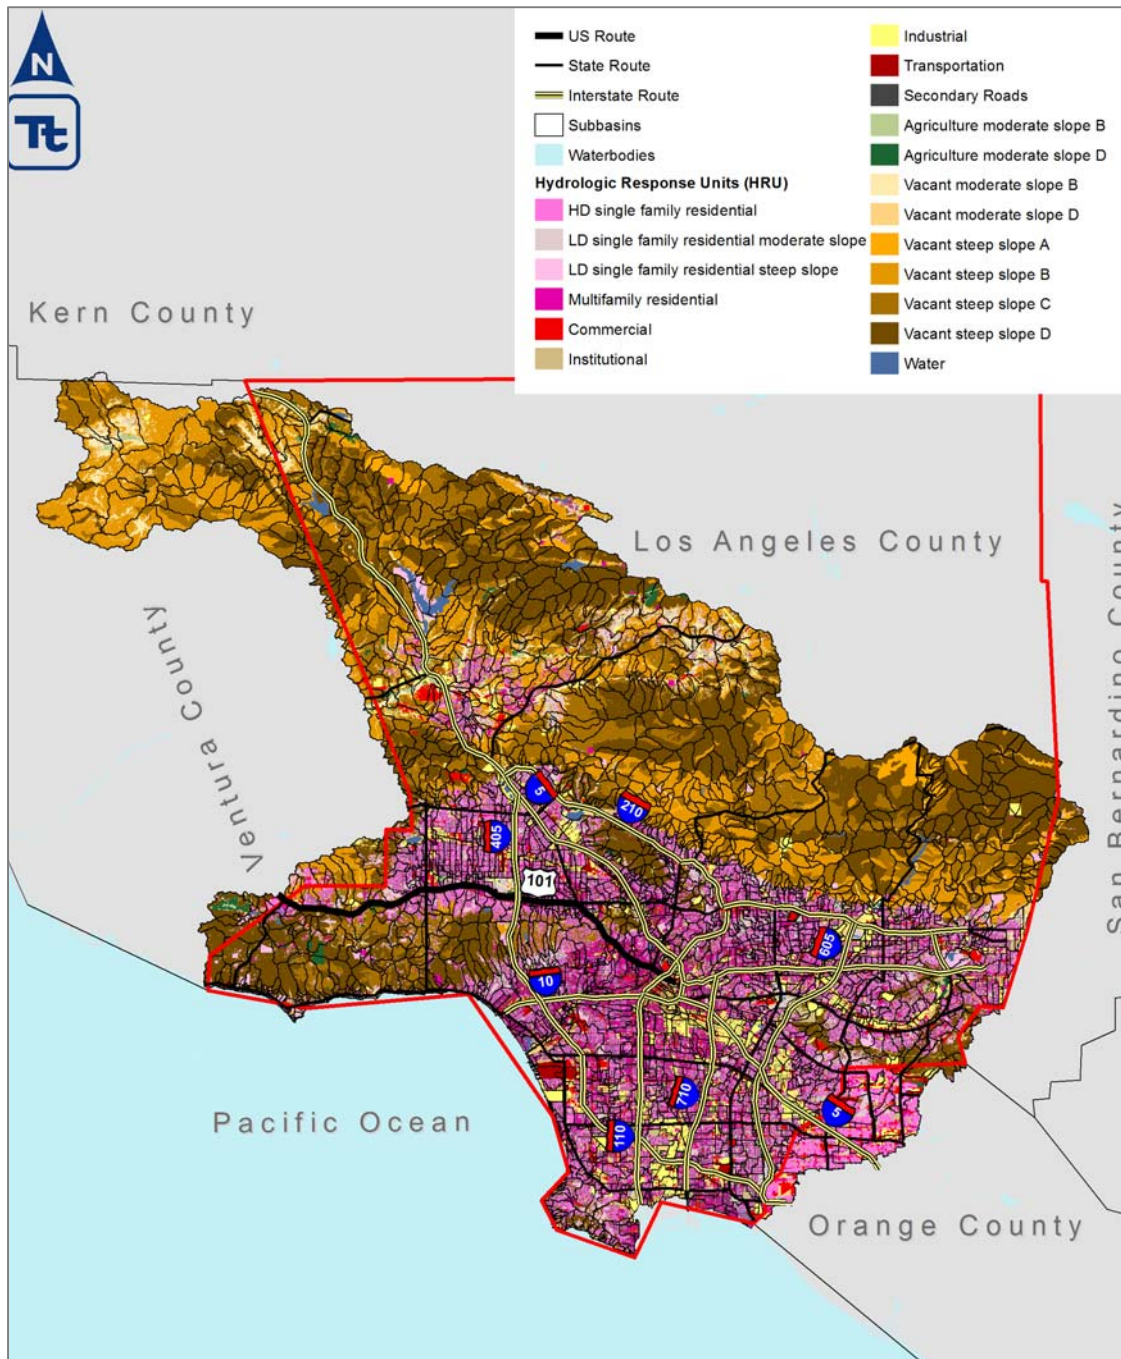 N
Tt
US Route
State Route
Interstate Route
Subbasins
Waterbodies
Hydrologic Response Units (HRU)
HD single family residential
LD single family residential moderate slope
LD single family residential steep slope
Multifamily residential
Commercial
Institutional
Industrial
Transportation
Secondary Roads
Agriculture moderate slope B
Agriculture moderate slope D
Vacant moderate slope B
Vacant moderate slope D
Vacant steep slope A
Vacant steep slope B
Vacant steep slope C
Vacant steep slope D
Water
Kern County
Los Angeles County
Ventura County
San Bernardino County
5
210
405
101
605
10
710
5
110
Pacific Ocean
Orange County